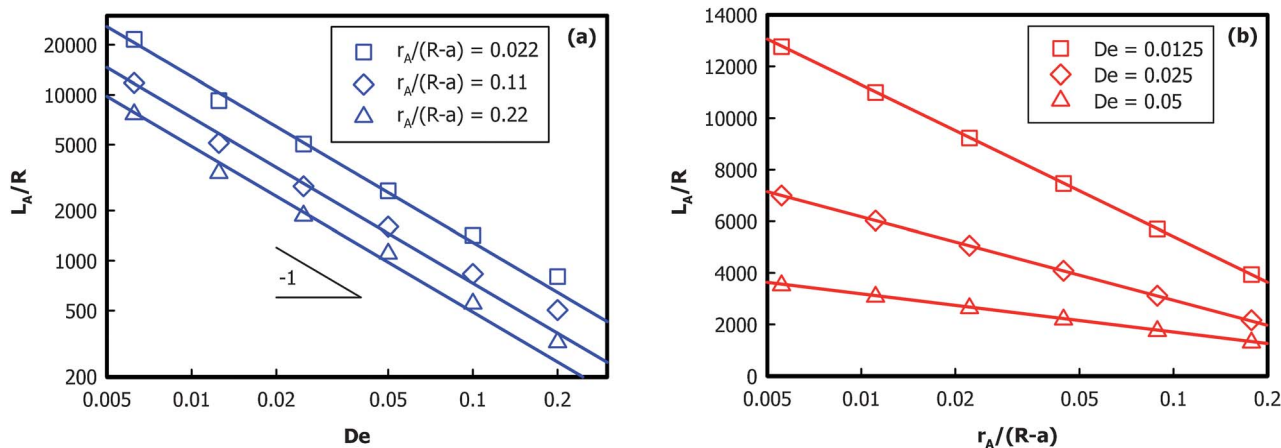 (a)
20000
10000
5000
2000
1000
500
200
L_A/R
r_A/(R-a) = 0.022
r_A/(R-a) = 0.11
r_A/(R-a) = 0.22
-1
0.005 0.01 0.02 0.05 0.1 0.2
De
(b)
14000
12000
10000
8000
6000
4000
2000
0
L_A/R
De = 0.0125
De = 0.025
De = 0.05
0.005 0.01 0.02 0.05 0.1 0.2
r_A/(R-a)